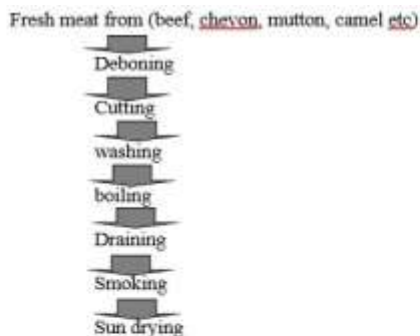 Fresh meat from (beef, chevon, mutton, camel etc)
Deboning
Cutting
washing
boiling
Draining
Smoking
Sun drying